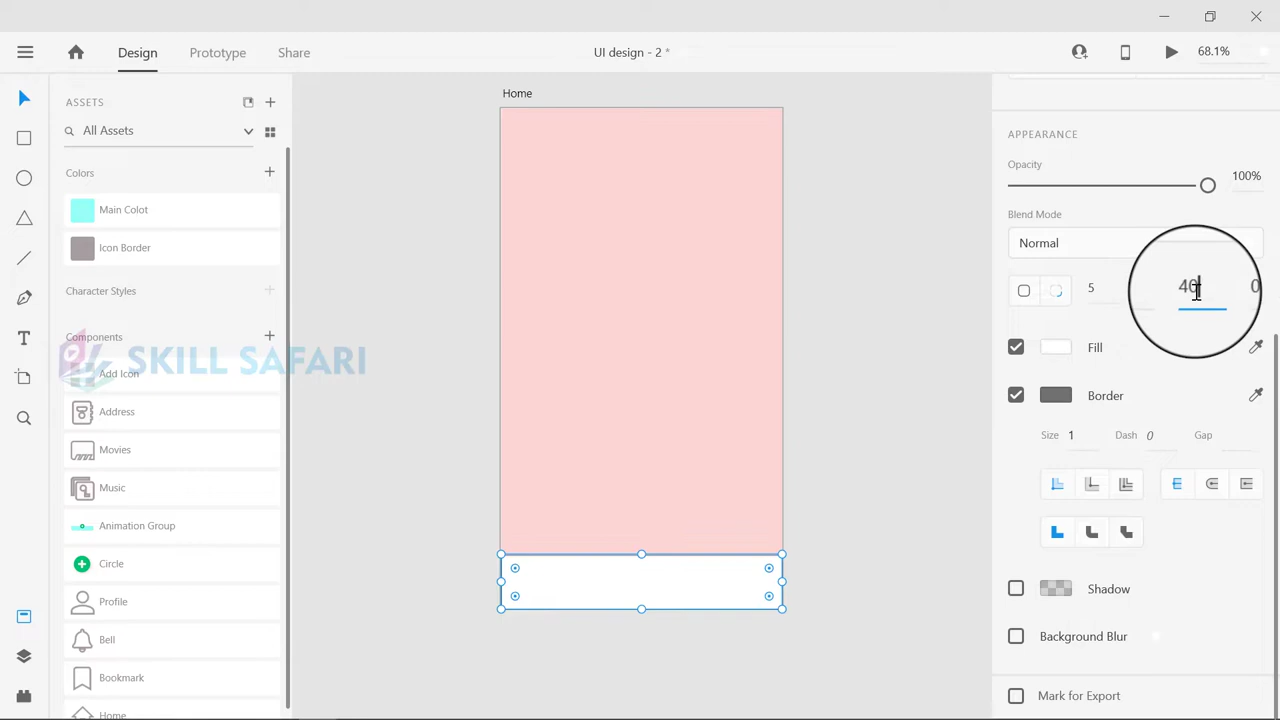 Design
Prototype
Share
UI design - 2 *
68.1%
ASSETS
All Assets
Colors
Main Colot
Icon Border
Character Styles
Components
Add Icon
Address
Movies
Music
Animation Group
Circle
Profile
Bell
Bookmark
Home
SKILL SAFARI
Home
APPEARANCE
Opacity
100%
Blend Mode
Normal
5
40
0
Fill
Border
Size 1 Dash 0 Gap
Shadow
Background Blur
Mark for Export